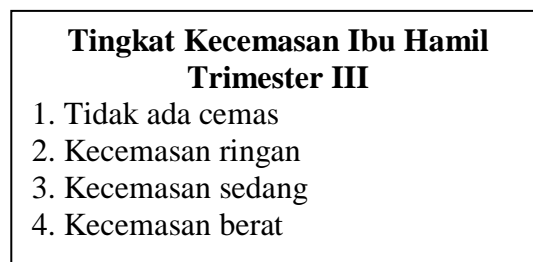 Tingkat Kecemasan Ibu Hamil
Trimester III
1. Tidak ada cemas
2. Kecemasan ringan
3. Kecemasan sedang
4. Kecemasan berat